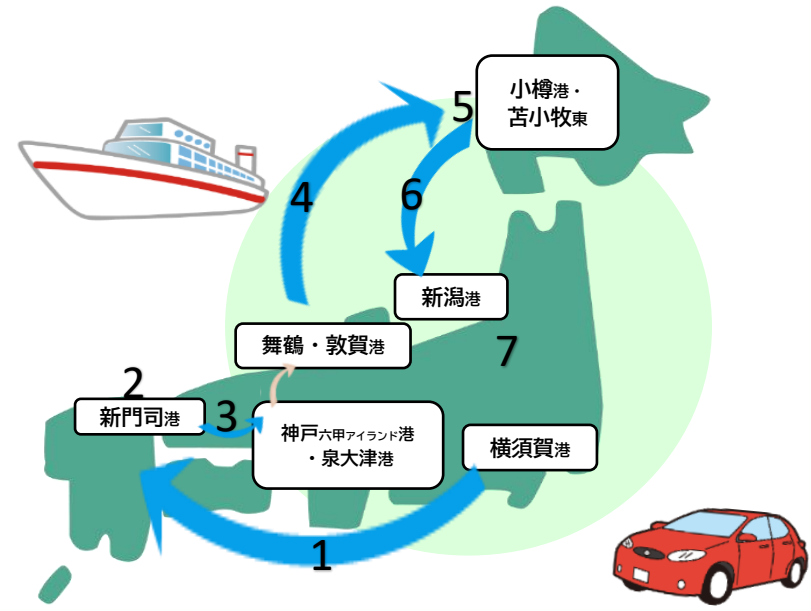 小樽港・
苫小牧東
5
4
6
新潟港
舞鶴・敦賀港
7
2
新門司港
3
神戸六甲アイランド港
・泉大津港
横須賀港
1